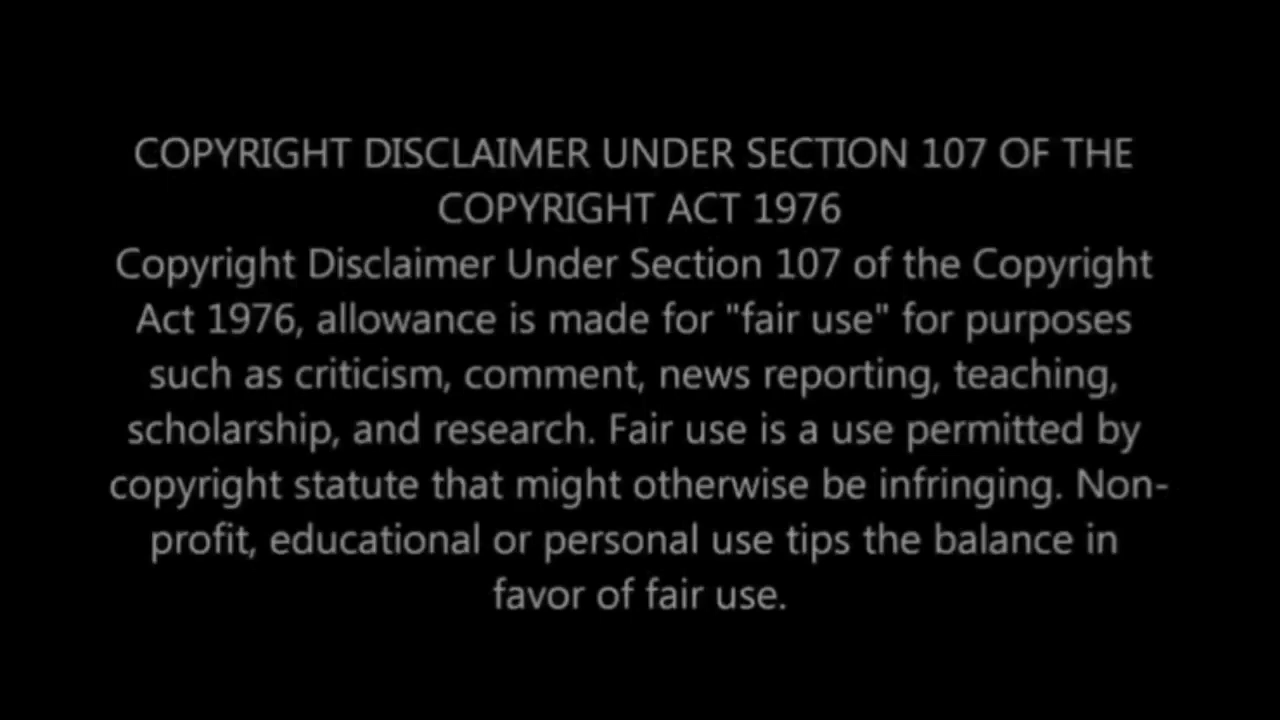 COPYRIGHT DISCLAIMER UNDER SECTION 107 OF THE
COPYRIGHT ACT 1976
Copyright Disclaimer Under Section 107 of the Copyright
Act 1976, allowance is made for "fair use" for purposes
such as criticism, comment, news reporting, teaching,
scholarship, and research. Fair use is a use permitted by
copyright statute that might otherwise be infringing. Non-
profit, educational or personal use tips the balance in
favor of fair use.